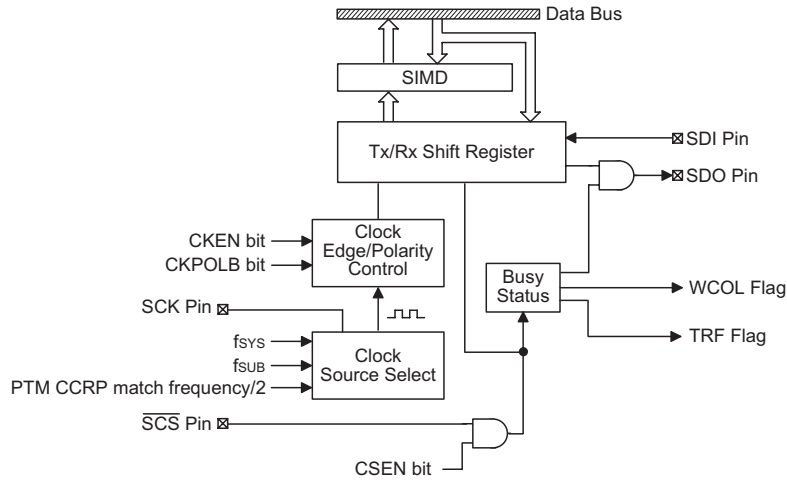 Data Bus
SIMD
Tx/Rx Shift Register
SDI Pin
SDO Pin
CKEN bit
CKPOLB bit
Clock
Edge/Polarity
Control
Busy
Status
WCOL Flag
TRF Flag
SCK Pin
fSYS
fSUB
PTM CCRP match frequency/2
Clock
Source Select
SCS Pin
CSEN bit